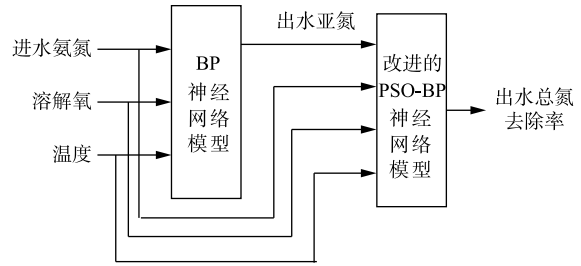 进水氨氮
溶解氧
温度
BP
神经
网络
模型
出水亚氮
改进的
PSO-BP
神经
网络
模型
出水总氮
去除率